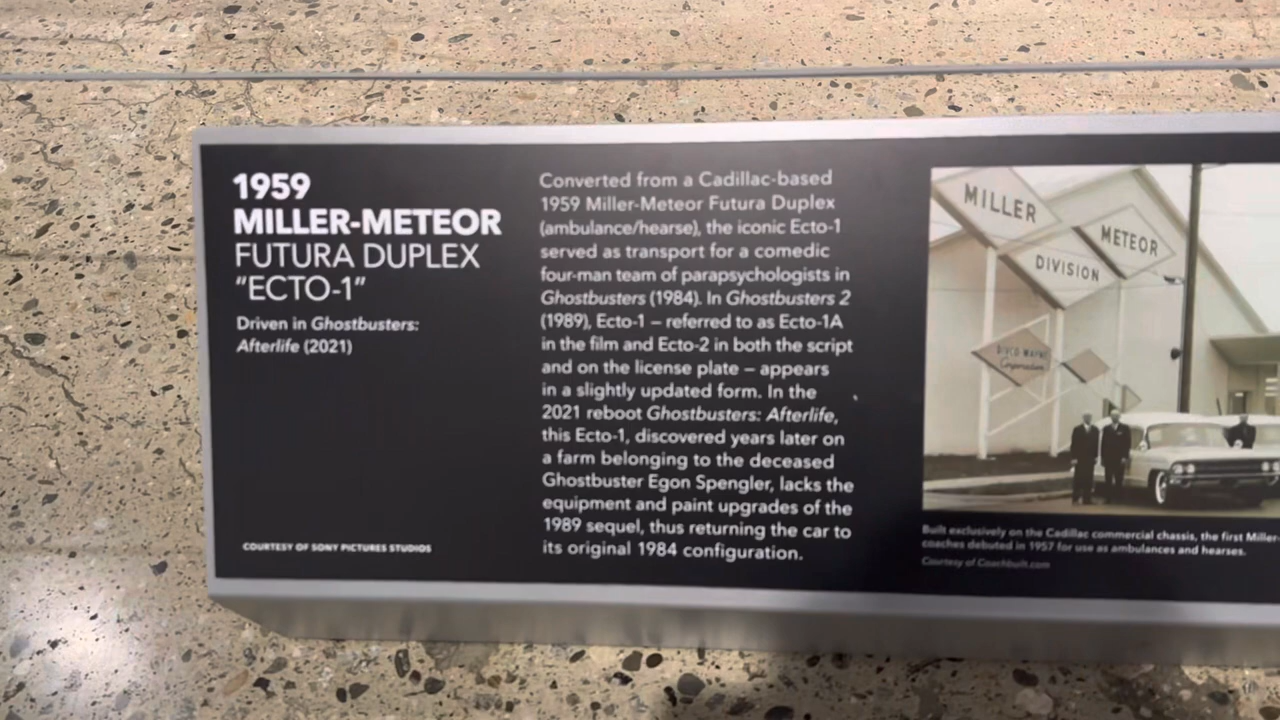 1959
MILLER-METEOR
FUTURA DUPLEX
"ECTO-1"
Driven in Ghostbusters:
Afterlife (2021)
COURTESY OF SONY PICTURES STUDIOS
Converted from a Cadillac-based
1959 Miller-Meteor Futura Duplex
(ambulance/hearse), the iconic Ecto-1
served as transport for a comedic
four-man team of parapsychologists in
Ghostbusters (1984). In Ghostbusters 2
(1989), Ecto-1 – referred to as Ecto-1A
in the film and Ecto-2 in both the script
and on the license plate – appears
in a slightly updated form. In the
2021 reboot Ghostbusters: Afterlife,
this Ecto-1, discovered years later on
a farm belonging to the deceased
Ghostbuster Egon Spengler, lacks the
equipment and paint upgrades of the
1989 sequel, thus returning the car to
its original 1984 configuration.
MILLER
METEOR
DIVISION
DIVCO-WAYNE
Corporation
Built exclusively on the Cadillac commercial chassis, the first Miller-
coaches debuted in 1957 for use as ambulances and hearses.
Courtesy of Coachbuilt.com